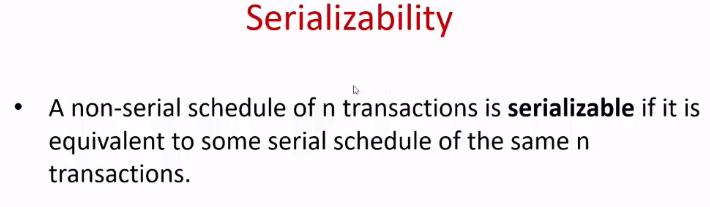 Serializability
• A non-serial schedule of n transactions is serializable if it is
equivalent to some serial schedule of the same n
transactions.